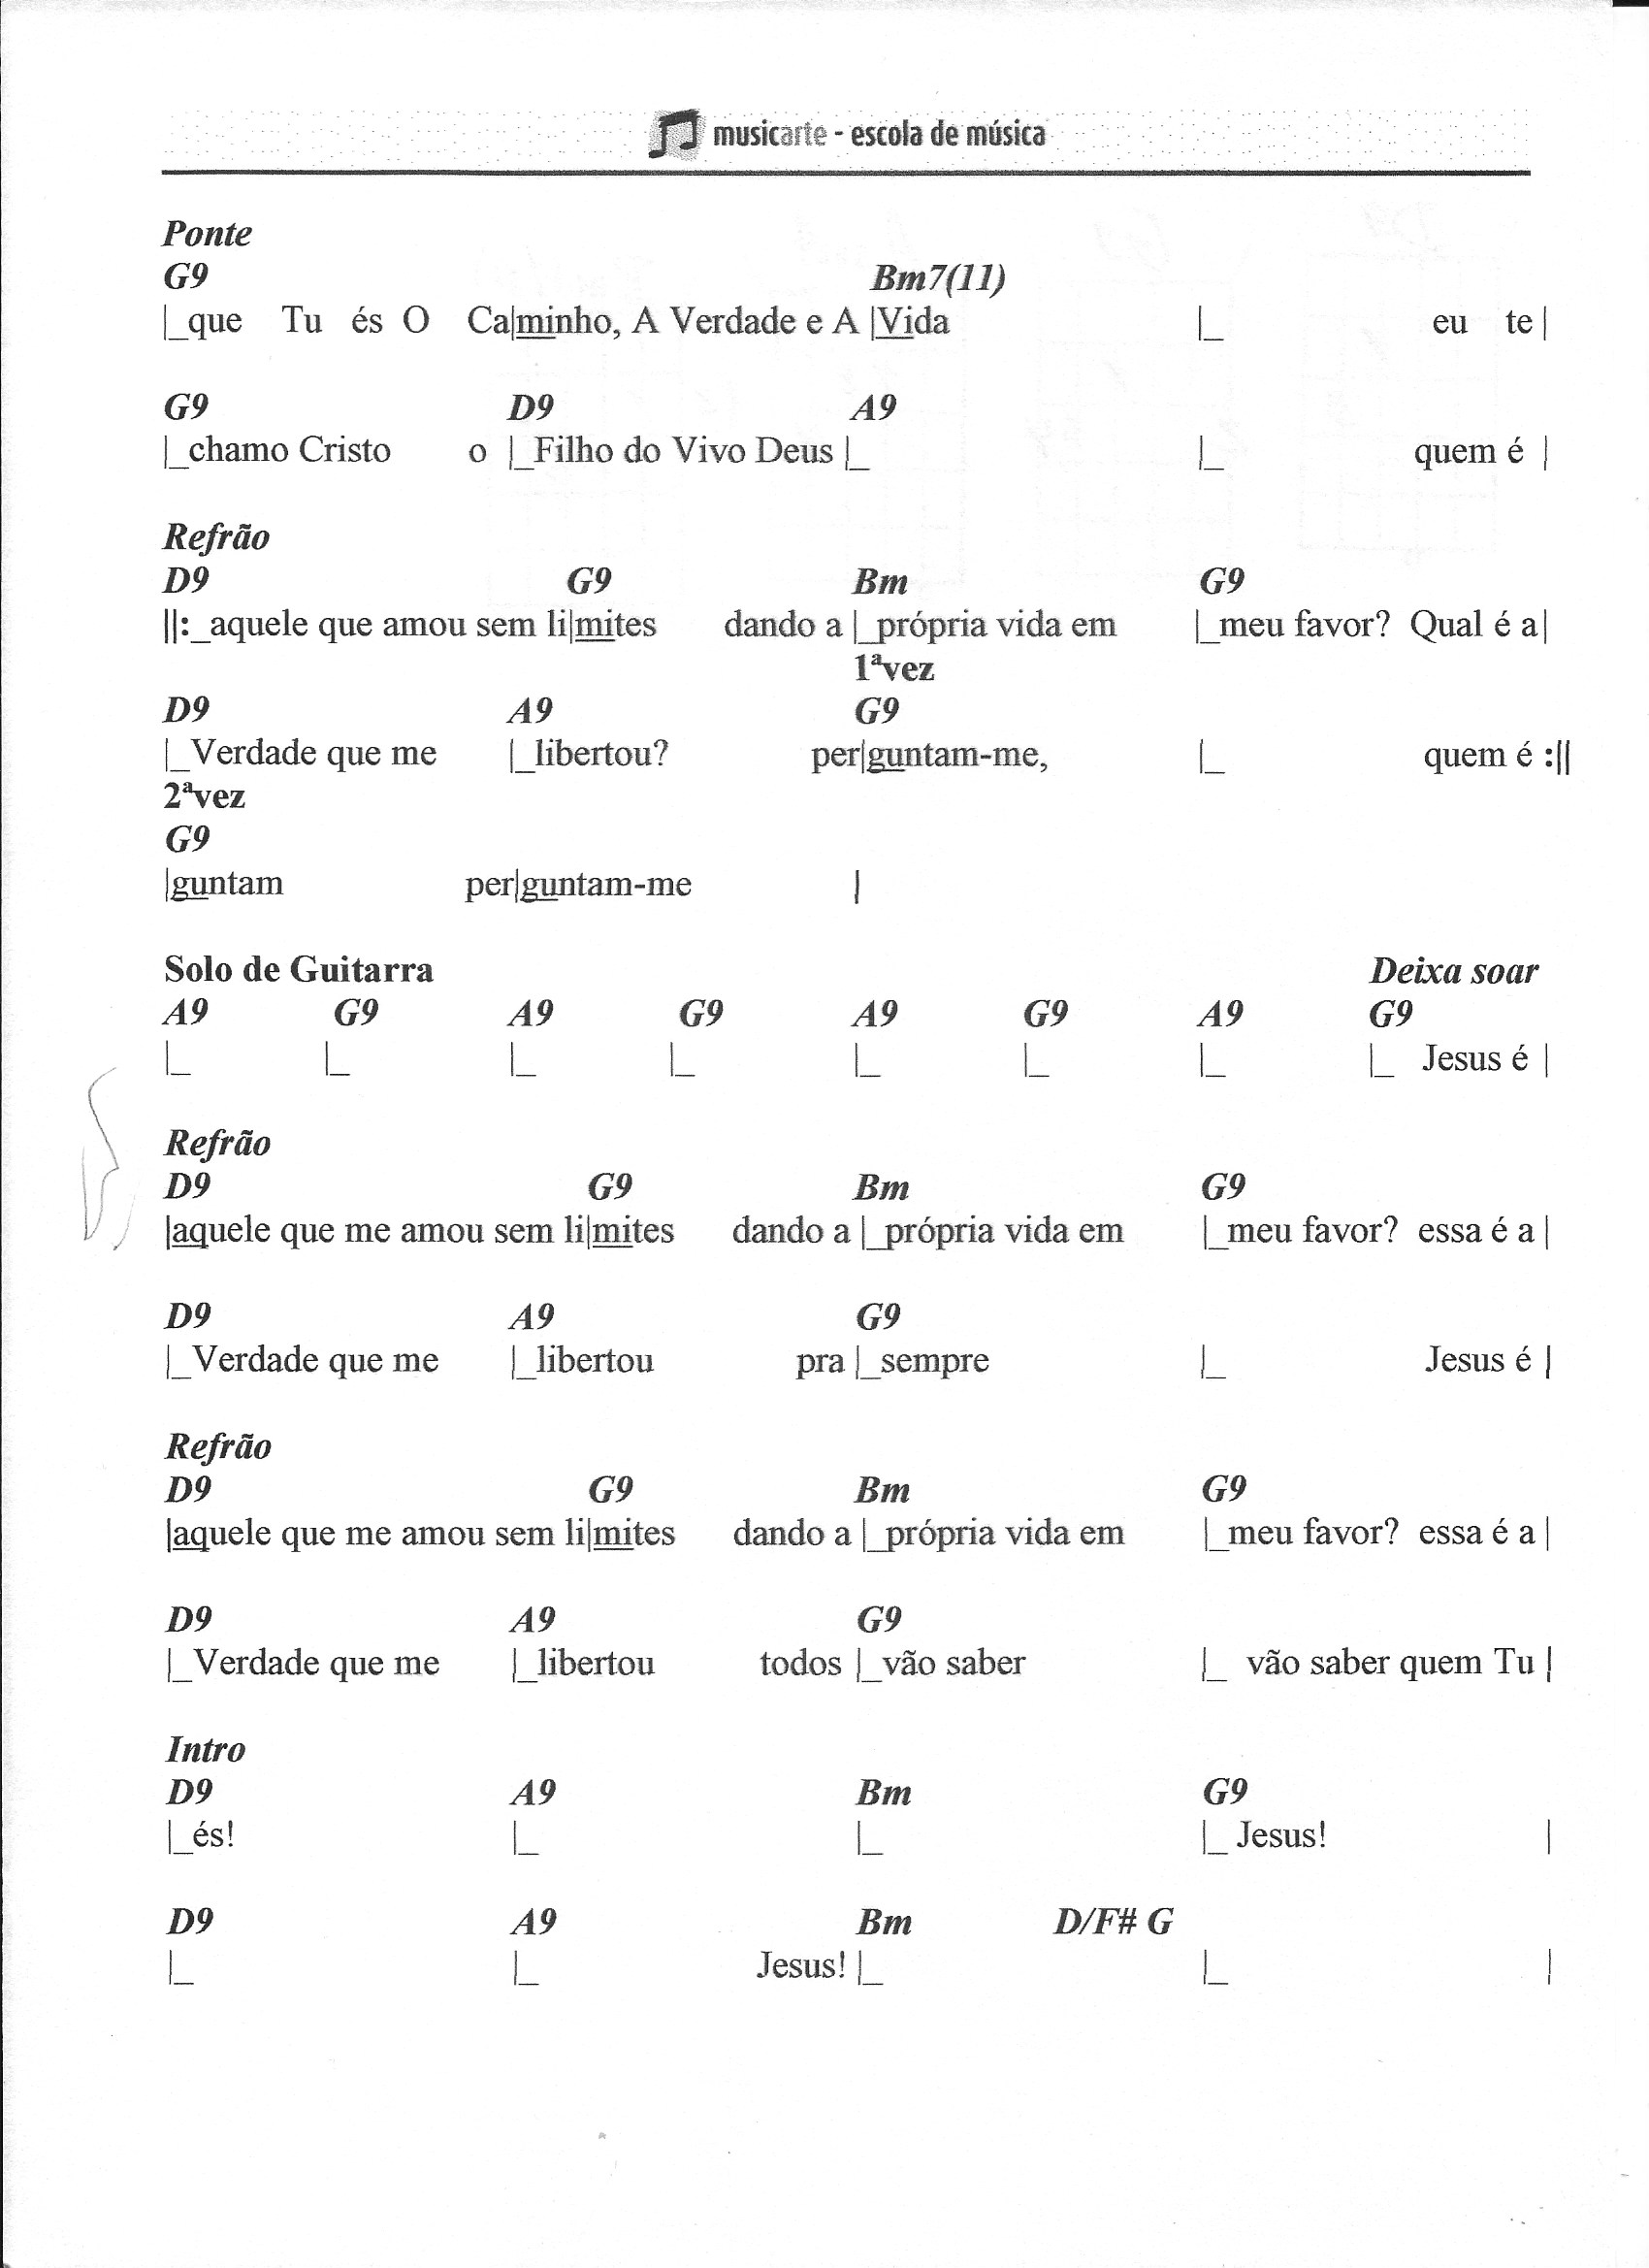 musicarte - escola de música
Ponte
G9 Bm7(11)
|_que Tu és O Ca|minho, A Verdade e A |Vida |_ eu te |
G9 D9 A9
|_chamo Cristo o |_Filho do Vivo Deus |_ |_ quem é |
Refrão
D9 G9 Bm G9
||:_aquele que amou sem li|mites dando a |_própria vida em |_meu favor? Qual é a|
1ªvez
D9 A9 G9
|_Verdade que me |_libertou? per|guntam-me, |_ quem é :||
2ªvez
G9
|guntam per|guntam-me |
Solo de Guitarra Deixa soar
A9 G9 A9 G9 A9 G9 A9 G9
|_ |_ |_ |_ |_ |_ |_ |_ Jesus é |
Refrão
D9 G9 Bm G9
|aquele que me amou sem li|mites dando a |_própria vida em |_meu favor? essa é a |
D9 A9 G9
|_Verdade que me |_libertou pra |_sempre |_ Jesus é |
Refrão
D9 G9 Bm G9
|aquele que me amou sem li|mites dando a |_própria vida em |_meu favor? essa é a |
D9 A9 G9
|_Verdade que me |_libertou todos |_vão saber |_ vão saber quem Tu |
Intro
D9 A9 Bm G9
|_és! |_ |_ |_ Jesus! |
D9 A9 Bm D/F# G
|_ |_ Jesus! |_ |_ |